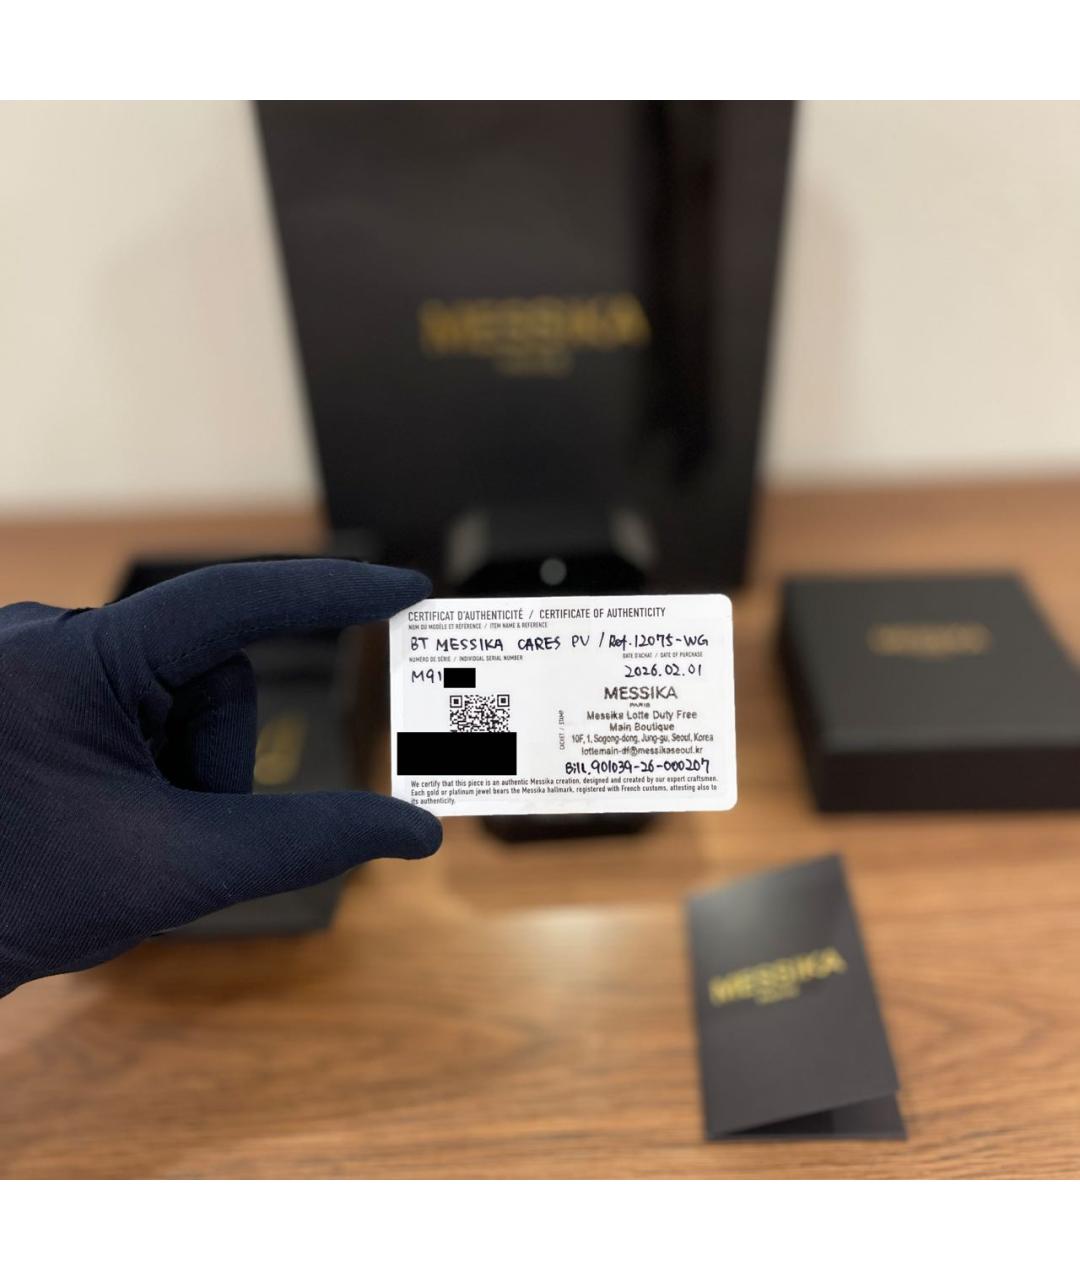 MESSIKA
CERTIFICAT D'AUTHENTICITÉ / CERTIFICATE OF AUTHENTICITY
NOM DU MODÈLE ET RÉFÉRENCE / ITEM NAME & REFERENCE
BT MESSIKA CARES PV / Ref.12075-WG
NUMÉRO DE SÉRIE / INDIVIDUAL SERIAL NUMBER
DATE D'ACHAT / DATE OF PURCHASE
M91
2026.02.01
MESSIKA
PARIS
CACHET / STAMP
Messika Lotte Duty Free
Main Boutique
10F, 1, Sogong-dong, Jung-gu, Seoul, Korea
lottemain-df@messikaseoul.kr
Bill.901039-26-000207
We certify that this piece is an authentic Messika creation, designed and created by our expert craftsmen.
Each gold or platinum jewel bears the Messika hallmark, registered with French customs, attesting also to
its authenticity.
MESSIKA